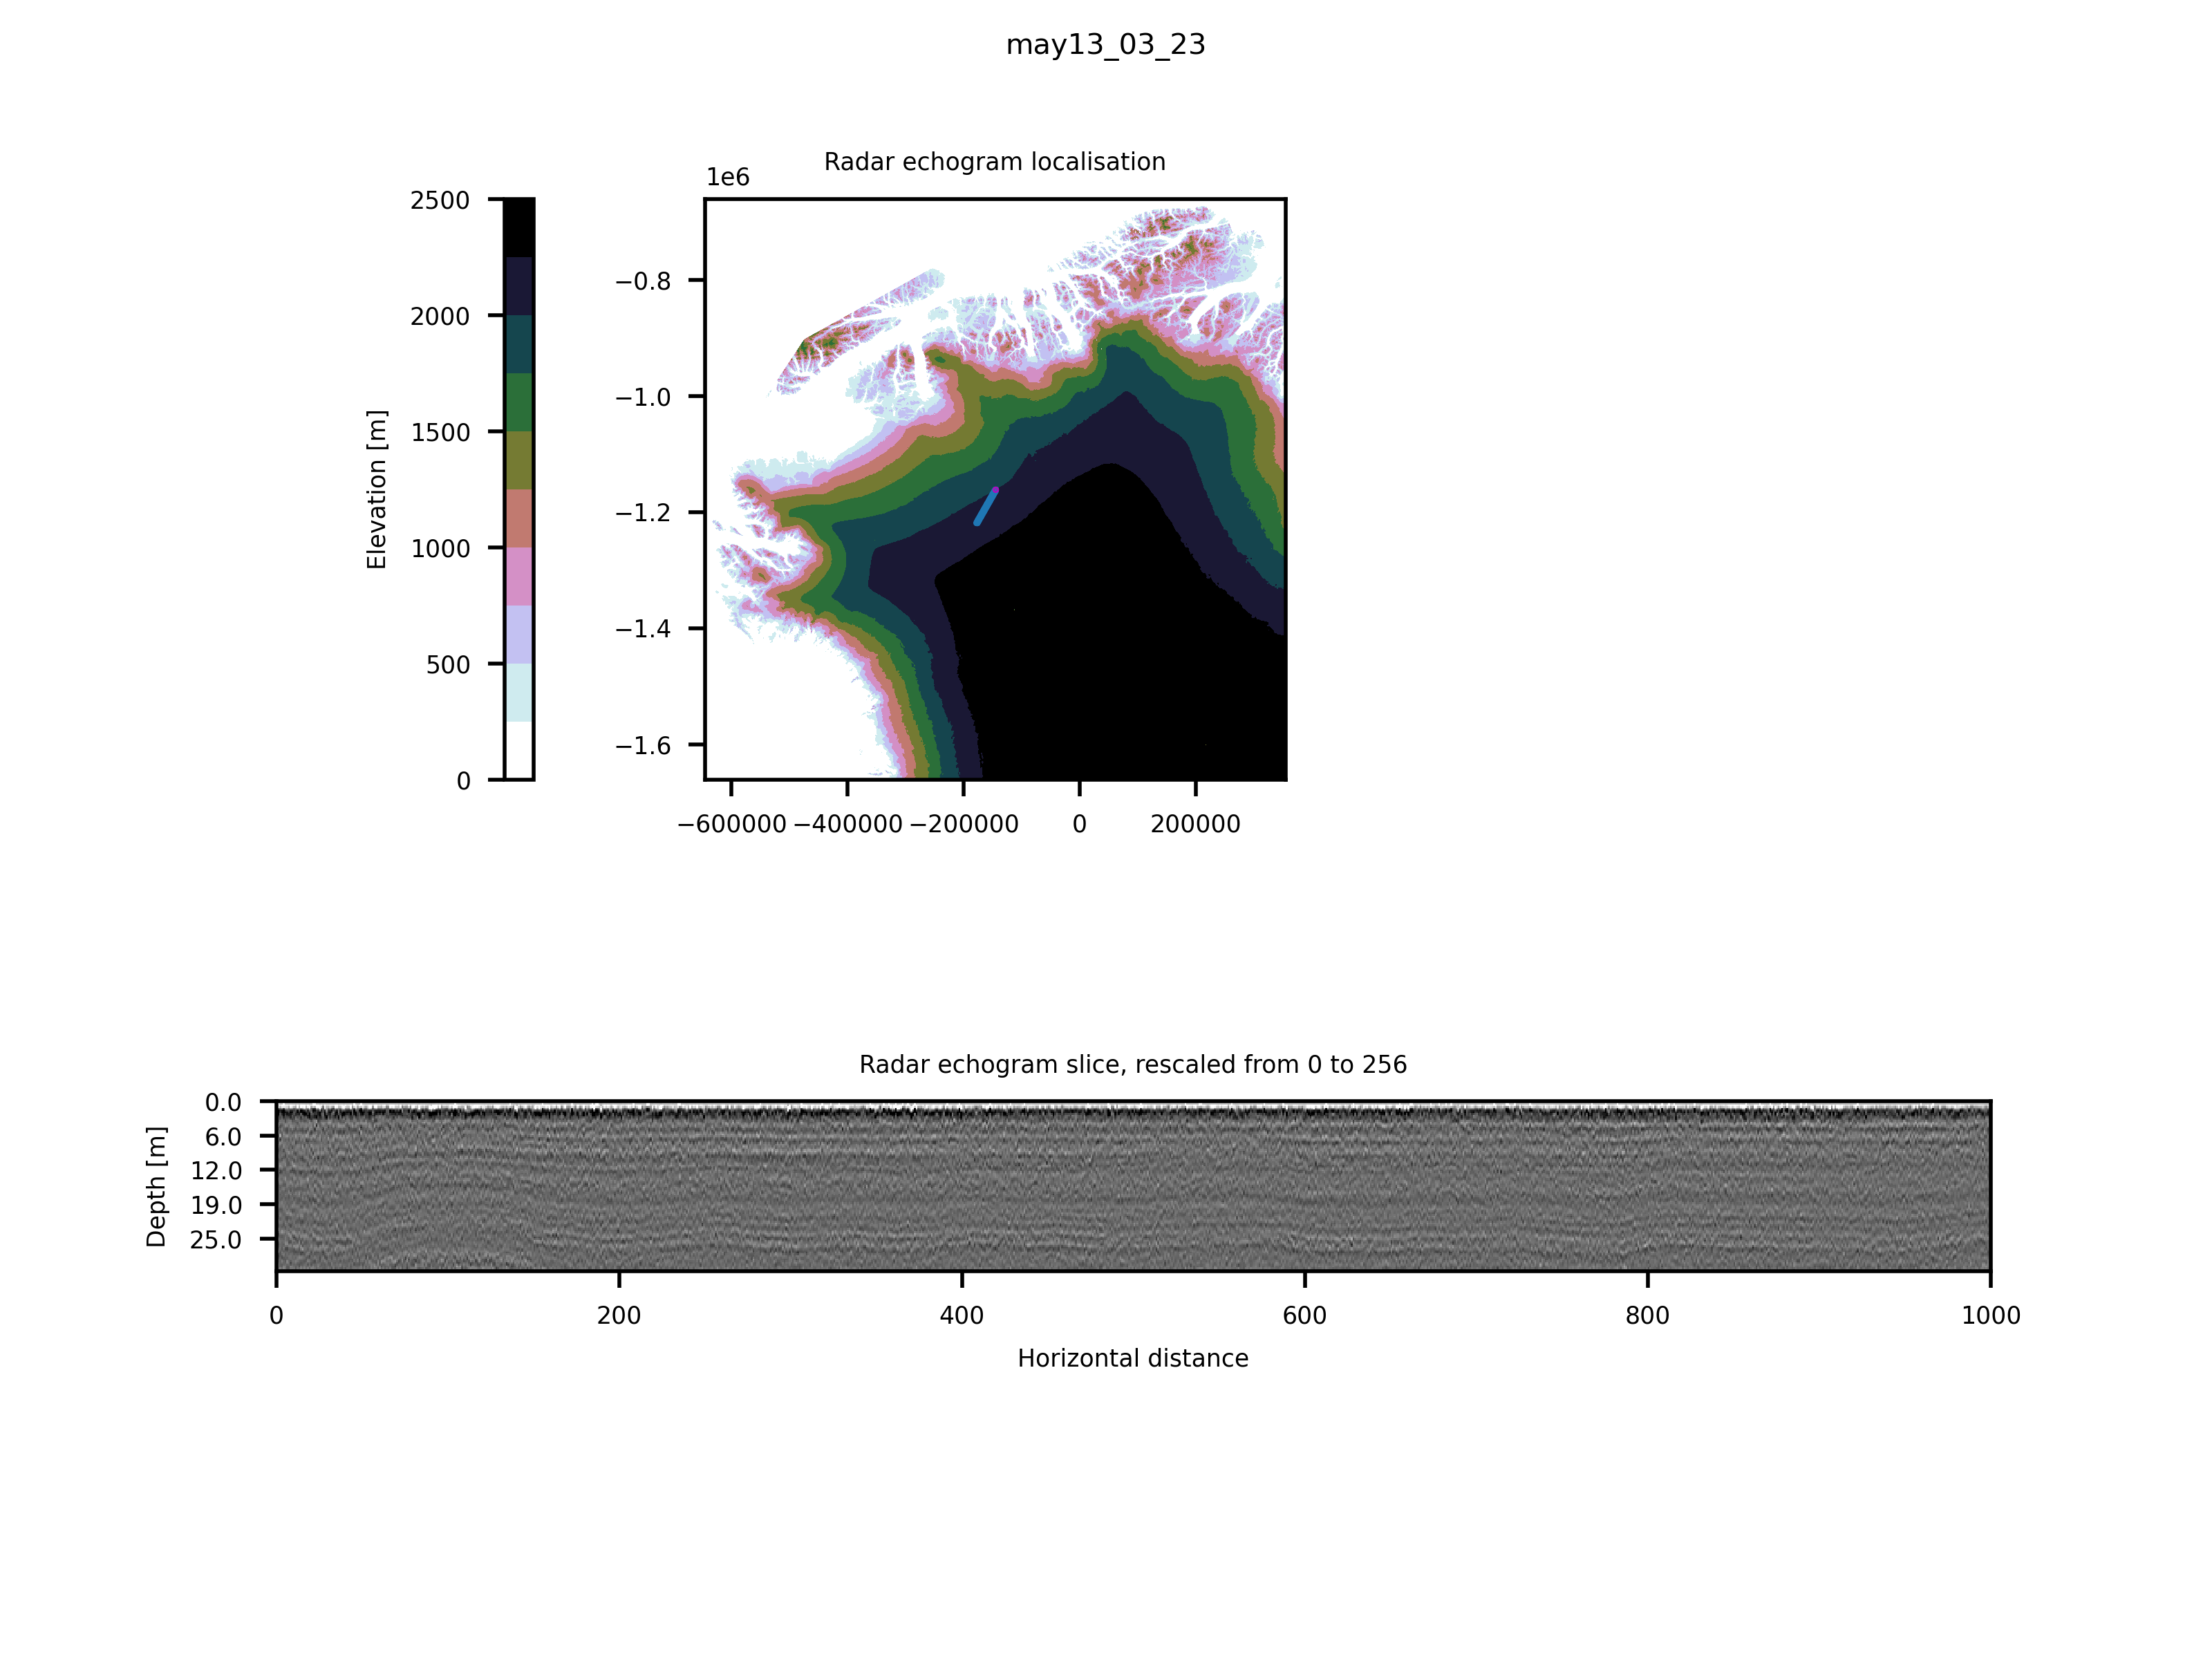 may13_03_23
Radar echogram localisation
1e6
2500
2000
1500
1000
500
0
Elevation [m]
−0.8
−1.0
−1.2
−1.4
−1.6
−600000 −400000 −200000 0 200000
Radar echogram slice, rescaled from 0 to 256
0.0
6.0
12.0
19.0
25.0
Depth [m]
0 200 400 600 800 1000
Horizontal distance